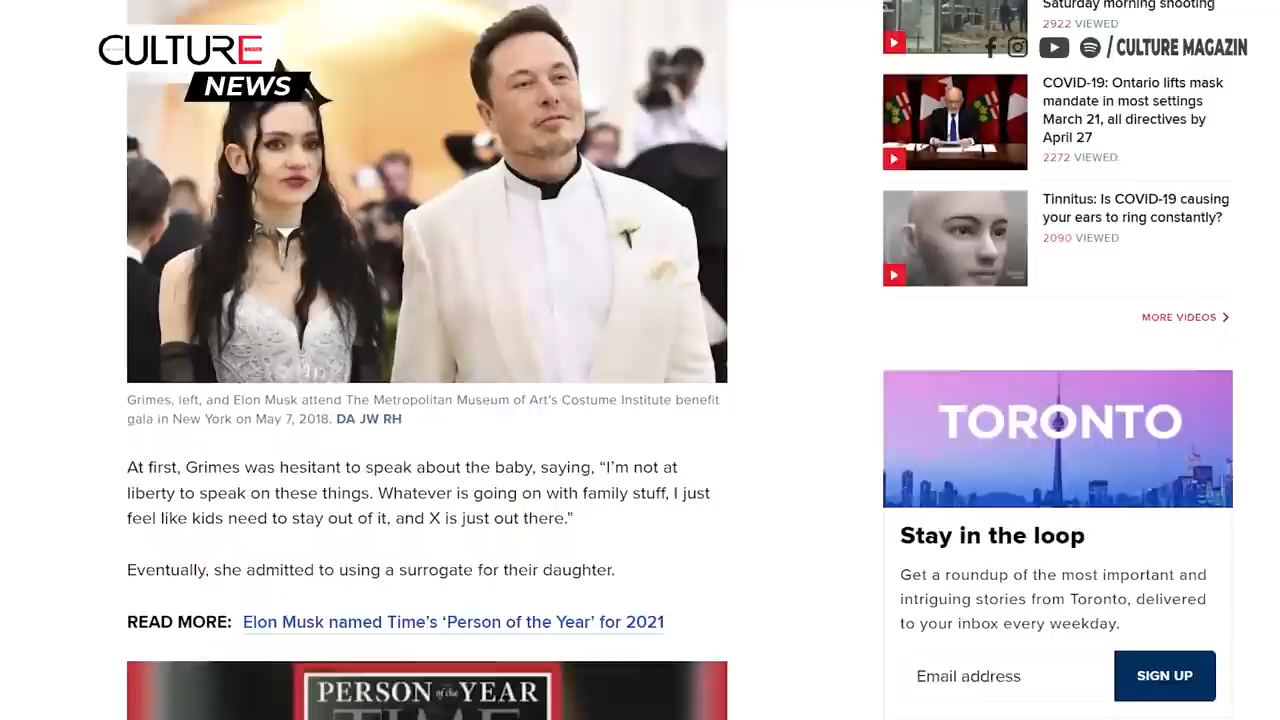 CULTURE
MAGAZIN
NEWS
/ CULTURE MAGAZIN
Grimes, left, and Elon Musk attend The Metropolitan Museum of Art's Costume Institute benefit
gala in New York on May 7, 2018. DA JW RH
At first, Grimes was hesitant to speak about the baby, saying, “I’m not at
liberty to speak on these things. Whatever is going on with family stuff, I just
feel like kids need to stay out of it, and X is just out there.”
Eventually, she admitted to using a surrogate for their daughter.
READ MORE: Elon Musk named Time’s ‘Person of the Year’ for 2021
PERSON of the YEAR
TIME
Saturday morning shooting
2922 VIEWED
COVID-19: Ontario lifts mask
mandate in most settings
March 21, all directives by
April 27
2272 VIEWED
Tinnitus: Is COVID-19 causing
your ears to ring constantly?
2090 VIEWED
MORE VIDEOS
TORONTO
Stay in the loop
Get a roundup of the most important and
intriguing stories from Toronto, delivered
to your inbox every weekday.
Email address
SIGN UP